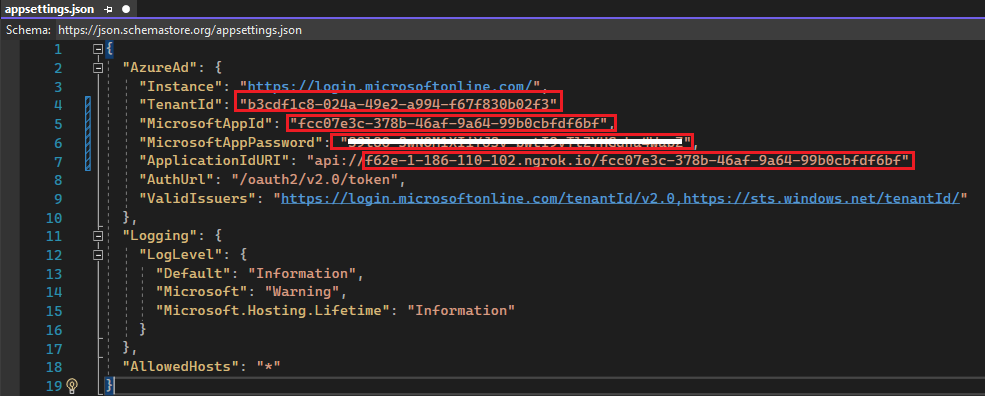 appsettings.json
Schema: https://json.schemastore.org/appsettings.json
1 {
2 "AzureAd": {
3 "Instance": "https://login.microsoftonline.com/",
4 "TenantId": "b3cdf1c8-024a-49e2-a994-f67f830b02f3"
5 "MicrosoftAppId": "fcc07e3c-378b-46af-9a64-99b0cbfdf6bf",
6 "MicrosoftAppPassword": "
7 "ApplicationIdURI": "api://f62e-1-186-110-102.ngrok.io/fcc07e3c-378b-46af-9a64-99b0cbfdf6bf"
8 "AuthUrl": "/oauth2/v2.0/token",
9 "ValidIssuers": "https://login.microsoftonline.com/tenantId/v2.0,https://sts.windows.net/tenantId/"
10 },
11 "Logging": {
12 "LogLevel": {
13 "Default": "Information",
14 "Microsoft": "Warning",
15 "Microsoft.Hosting.Lifetime": "Information"
16 }
17 },
18 "AllowedHosts": "*"
19 }